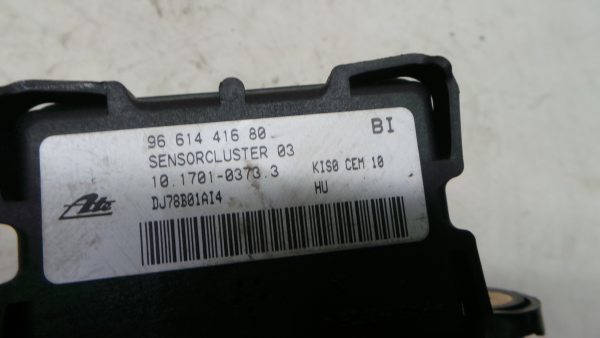 96 614 416 80 BI
SENSORCLUSTER 03
10.1701-0373.3 KIS0 CEM 10
Ate DJ78B01AI4 HU